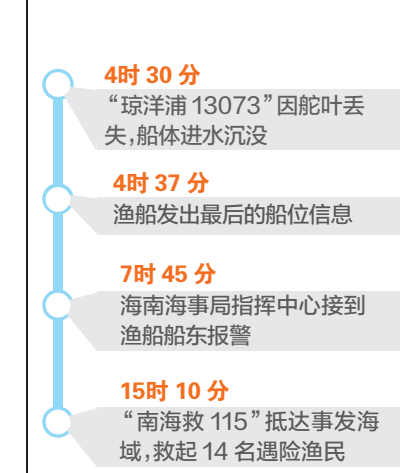 4时 30 分
“琼洋浦 13073”因舵叶丢
失,船体进水沉没
4时 37 分
渔船发出最后的船位信息
7时 45 分
海南海事局指挥中心接到
渔船船东报警
15时 10 分
“南海救 115”抵达事发海
域,救起 14 名遇险渔民